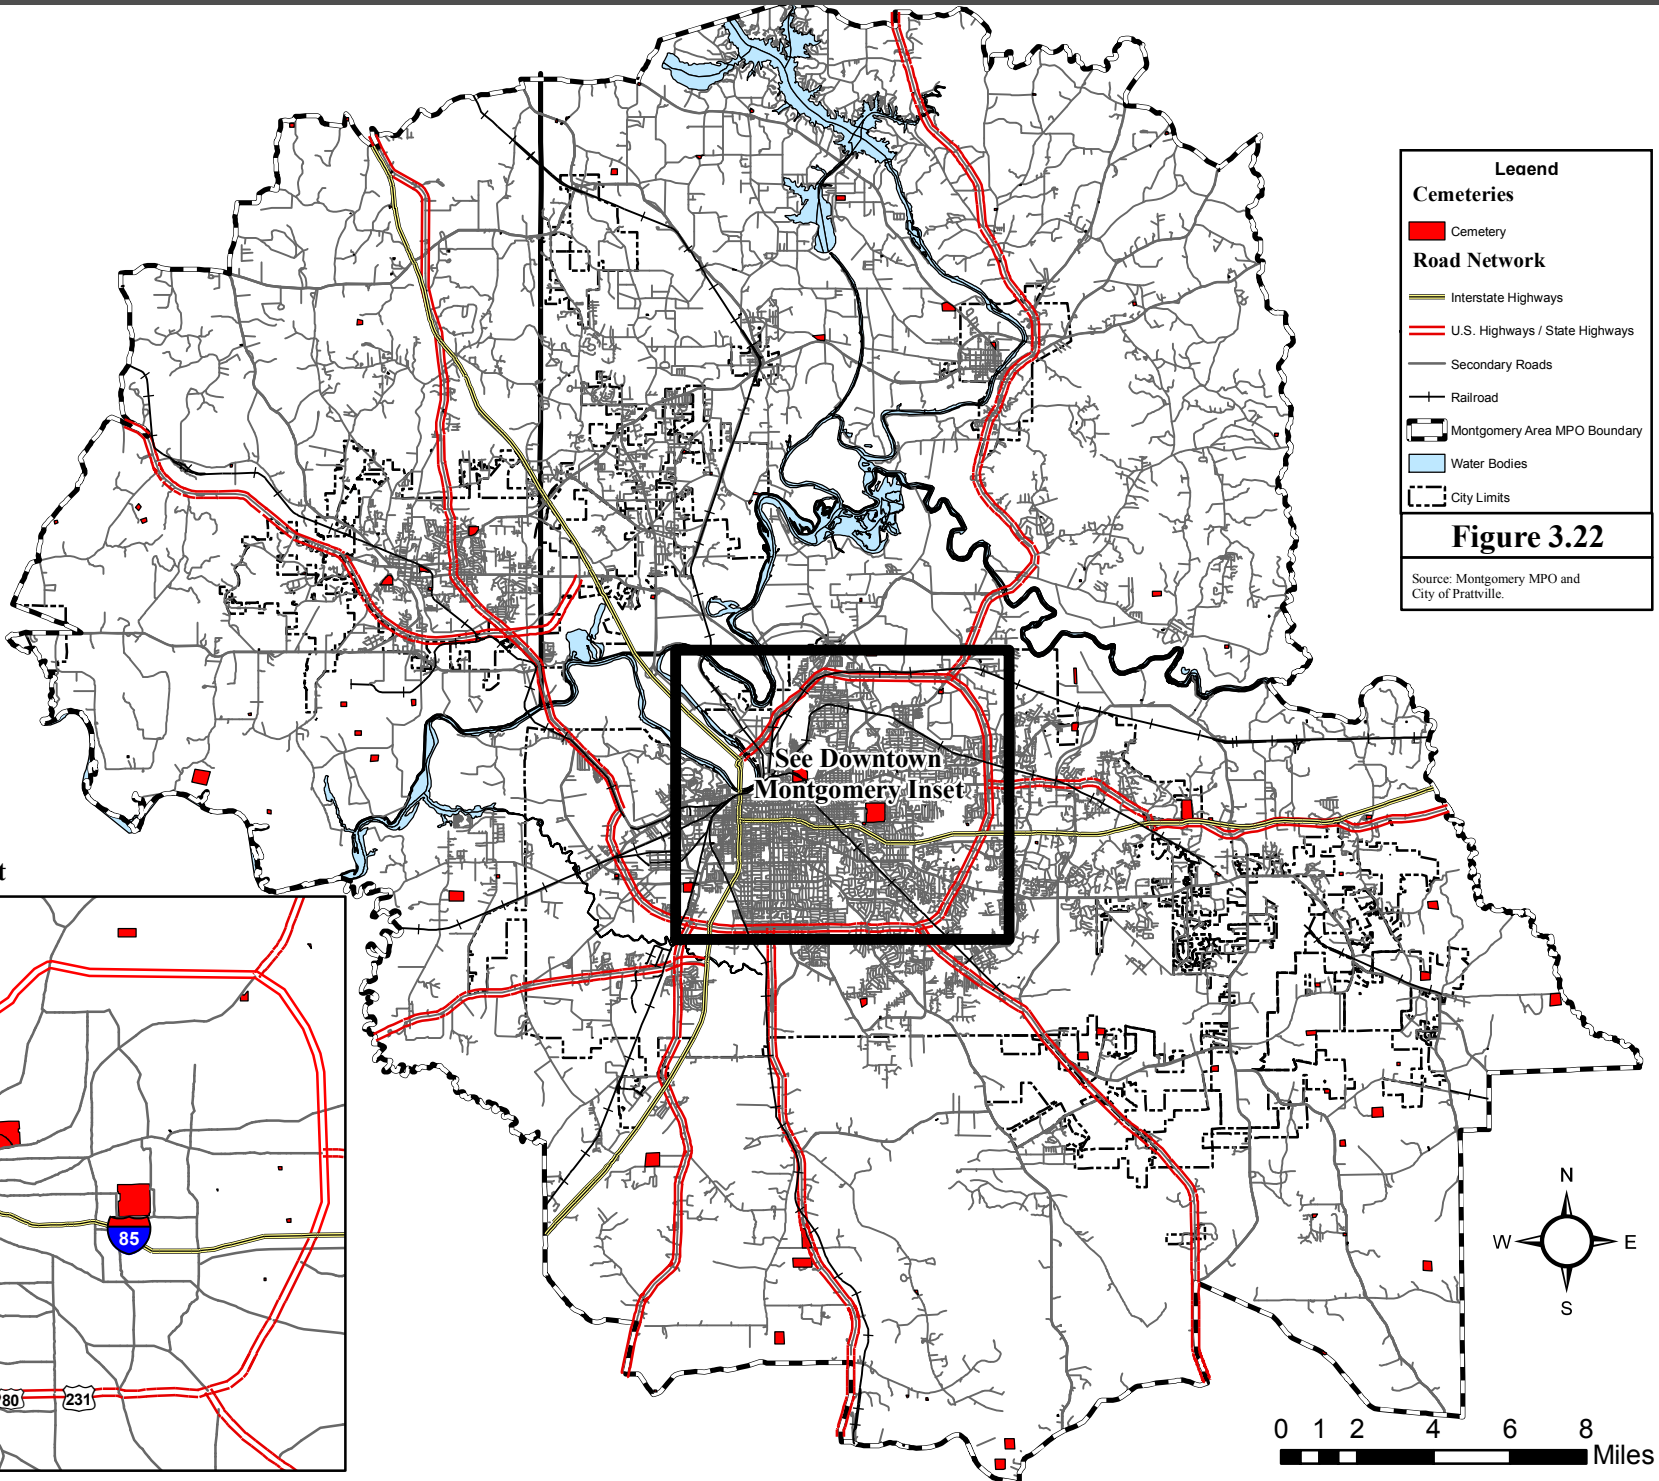 Legend
Cemeteries
Cemetery
Road Network
Interstate Highways
U.S. Highways / State Highways
Secondary Roads
Railroad
Montgomery Area MPO Boundary
Water Bodies
City Limits
Figure 3.22
Source: Montgomery MPO and
City of Prattville.
See Downtown
Montgomery Inset
t
85
80
231
N
W
E
S
0 1 2 4 6 8
Miles